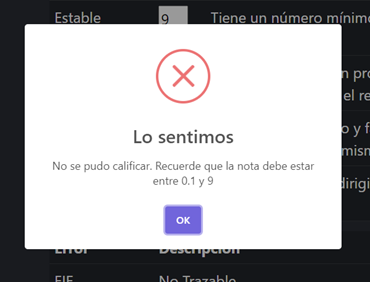 Estable 9 Tiene un número mínimo
Lo sentimos
No se pudo calificar. Recuerde que la nota debe estar
entre 0.1 y 9
OK
Error Descripción
No Trazable